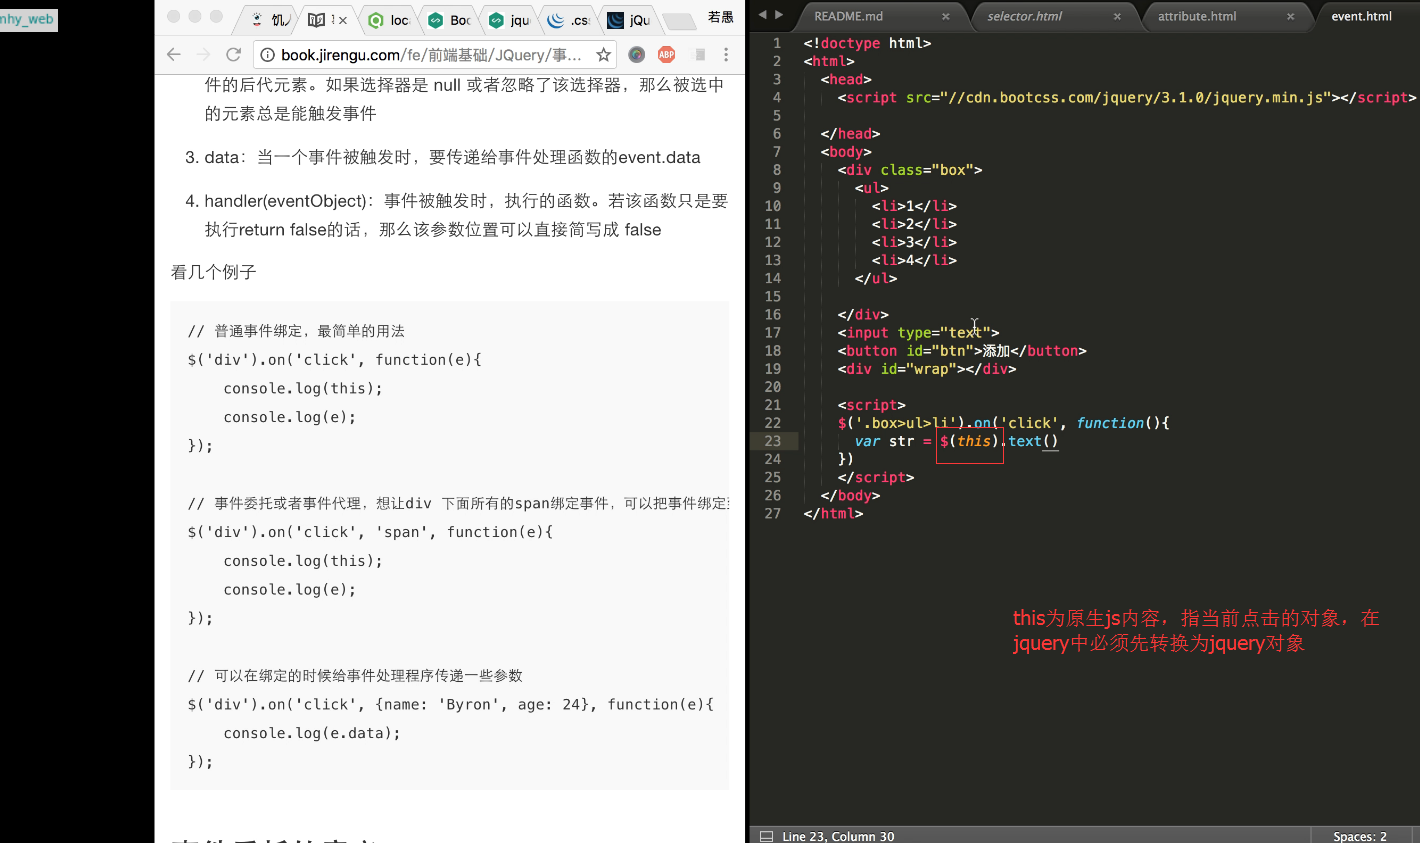 mhy_web
loc
Boc
jqu
.css
jQu
若愚
book.jirengu.com/fe/前端基础/JQuery/事...
件的后代元素。如果选择器是 null 或者忽略了该选择器，那么被选中
的元素总是能触发事件
3. data：当一个事件被触发时，要传递给事件处理函数的event.data
4. handler(eventObject)：事件被触发时，执行的函数。若该函数只是要
执行return false的话，那么该参数位置可以直接简写成 false
看几个例子
// 普通事件绑定，最简单的用法
$('div').on('click', function(e){
    console.log(this);
    console.log(e);
});
// 事件委托或者事件代理，想让div 下面所有的span绑定事件，可以把事件绑定
$('div').on('click', 'span', function(e){
    console.log(this);
    console.log(e);
});
// 可以在绑定的时候给事件处理程序传递一些参数
$('div').on('click', {name: 'Byron', age: 24}, function(e){
    console.log(e.data);
});
README.md
selector.html
attribute.html
event.html
1 <!doctype html>
2 <html>
3   <head>
4     <script src="//cdn.bootcss.com/jquery/3.1.0/jquery.min.js"></script>
5
6   </head>
7   <body>
8     <div class="box">
9       <ul>
10         <li>1</li>
11         <li>2</li>
12         <li>3</li>
13         <li>4</li>
14       </ul>
15
16     </div>
17     <input type="text">
18     <button id="btn">添加</button>
19     <div id="wrap"></div>
20
21     <script>
22     $('.box>ul>li').on('click', function(){
23       var str = $(this).text()
24     })
25     </script>
26   </body>
27 </html>
this为原生js内容，指当前点击的对象，在
jquery中必须先转换为jquery对象
Line 23, Column 30
Spaces: 2